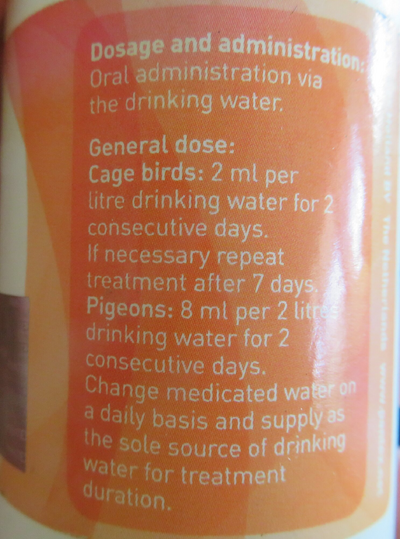 Dosage and administration:
Oral administration via
the drinking water.
General dose:
Cage birds: 2 ml per
litre drinking water for 2
consecutive days.
If necessary repeat
treatment after 7 days.
Pigeons: 8 ml per 2 litres
drinking water for 2
consecutive days.
Change medicated water on
a daily basis and supply as
the sole source of drinking
water for treatment
duration.
The Netherlands